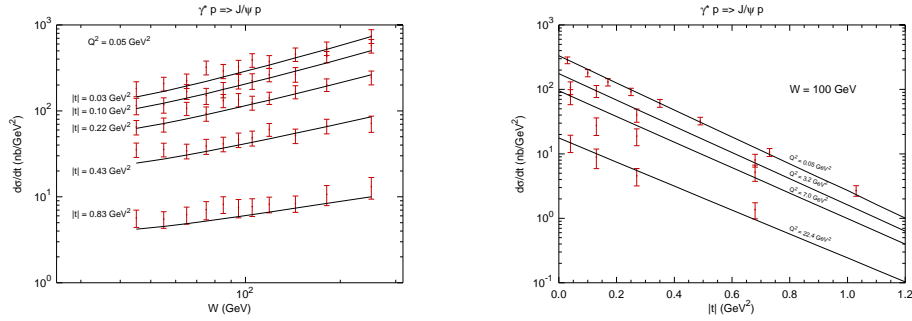 γ* p => J/ψ p
Q² = 0.05 GeV²
|t| = 0.03 GeV²
|t| = 0.10 GeV²
|t| = 0.22 GeV²
|t| = 0.43 GeV²
|t| = 0.83 GeV²
10³
10²
10¹
10⁰
dσ/dt (nb/GeV²)
10²
W (GeV)
γ* p => J/ψ p
W = 100 GeV
Q² = 0.05 GeV²
Q² = 3.2 GeV²
Q² = 7.0 GeV²
Q² = 22.4 GeV²
10³
10²
10¹
10⁰
10⁻¹
dσ/dt (nb/GeV²)
0.0 0.2 0.4 0.6 0.8 1.0 1.2
|t| (GeV²)